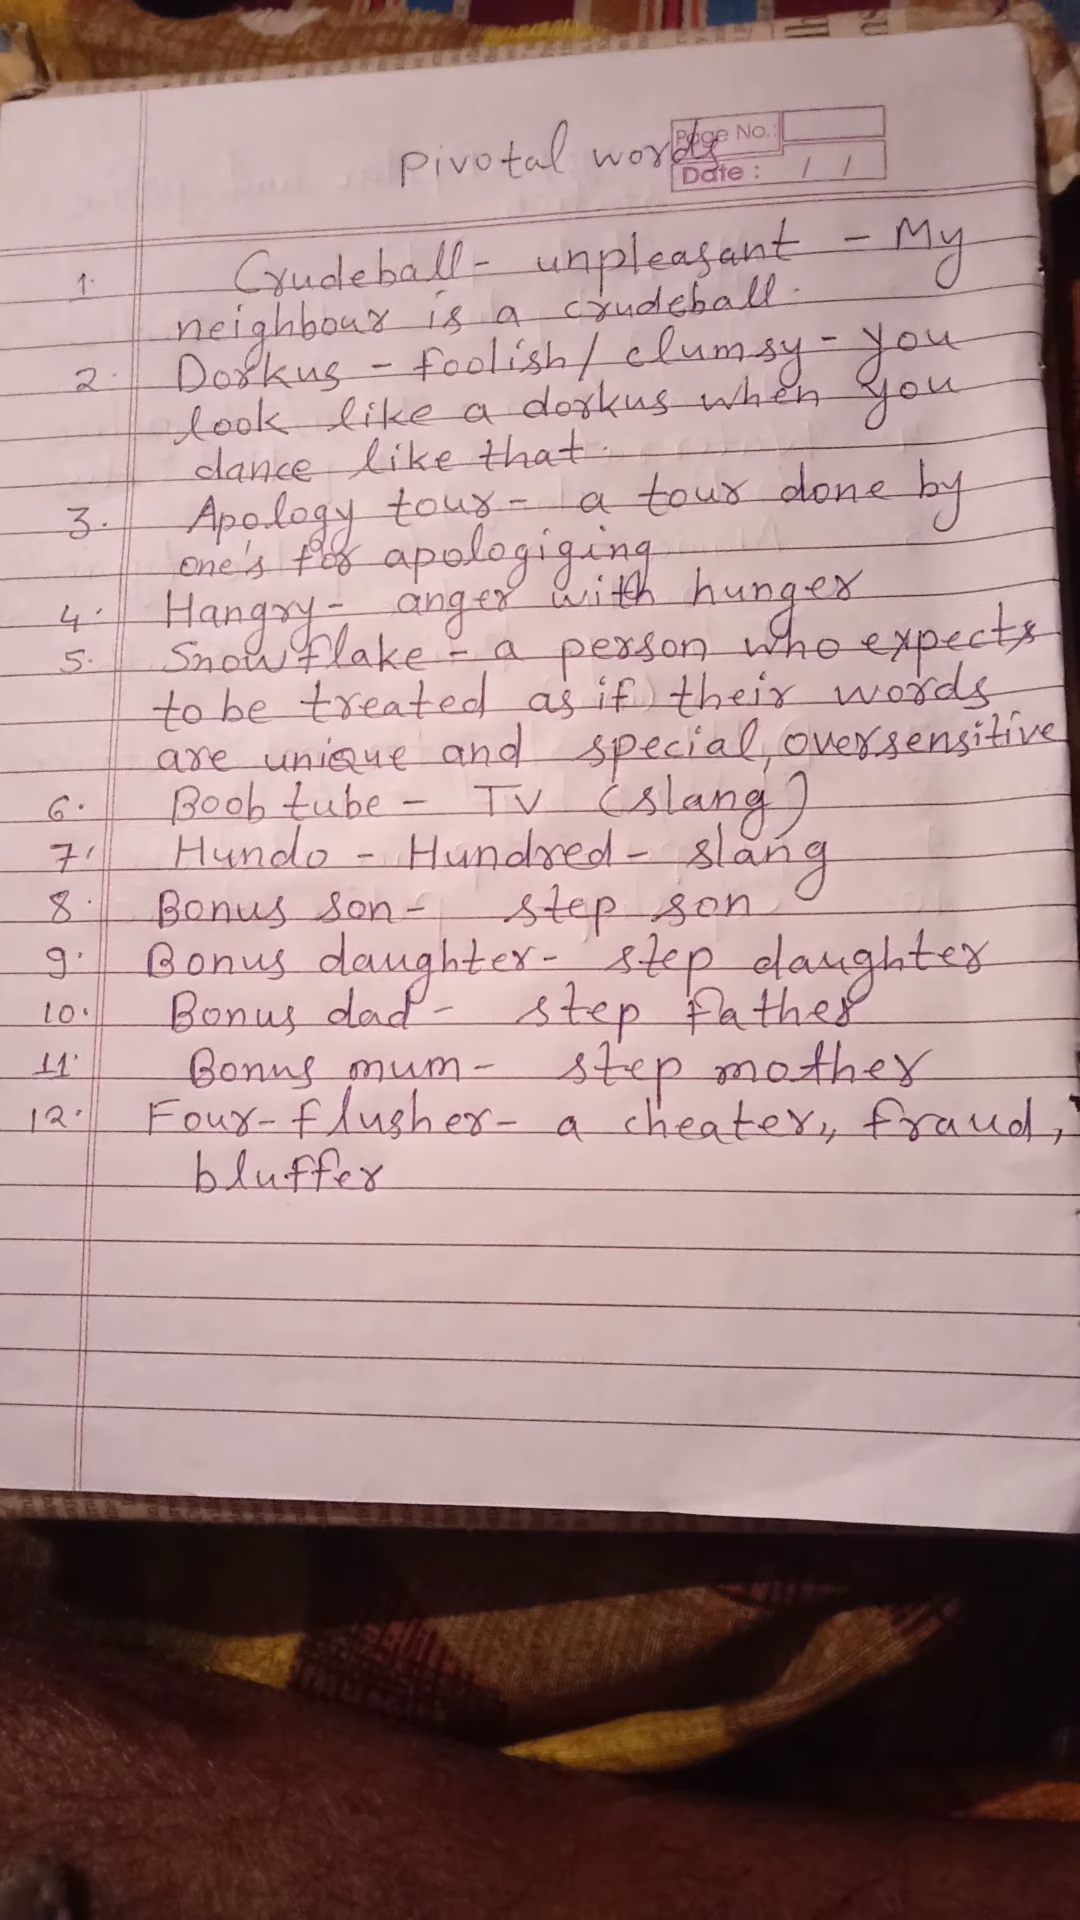 Pivotal words
Page No.:
Date : / /
1. Crudeball - unpleasant - My
neighbour is a crudeball.
2. Dorkus - foolish/ clumsy - you
look like a dorkus when you
dance like that.
3. Apology tour - a tour done by
one's for apologiging
4. Hangry - anger with hunger
5. Snowflake - a person who expects
to be treated as if their words
are unique and special, oversensitive
6. Boob tube - TV (slang)
7. Hundo - Hundred - slang
8. Bonus son - step son
9. Bonus daughter - step daughter
10. Bonus dad - step father
11. Bonus mum - step mother
12. Four-flusher - a cheater,, fraud,
bluffer